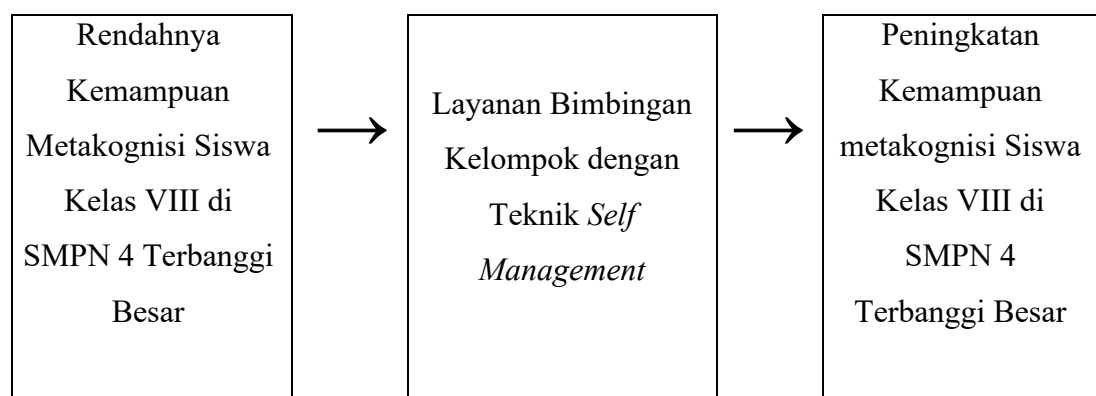 Rendahnya
Kemampuan
Metakognisi Siswa
Kelas VIII di
SMPN 4 Terbanggi
Besar
Layanan Bimbingan
Kelompok dengan
Teknik Self
Management
Peningkatan
Kemampuan
metakognisi Siswa
Kelas VIII di
SMPN 4
Terbanggi Besar